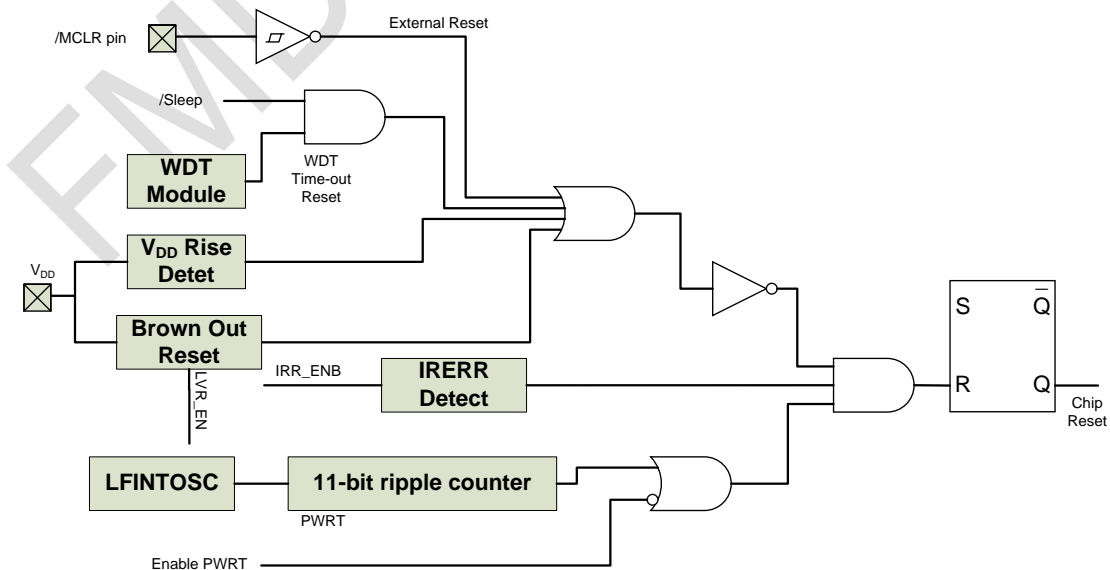 /MCLR pin
External Reset
/Sleep
WDT
Module
WDT
Time-out
Reset
VDD
VDD Rise
Detet
Brown Out
Reset
LVR_EN
IRR_ENB
IRERR
Detect
S
Q
R
Q
Chip
Reset
LFINTOSC
11-bit ripple counter
PWRT
Enable PWRT
FMD